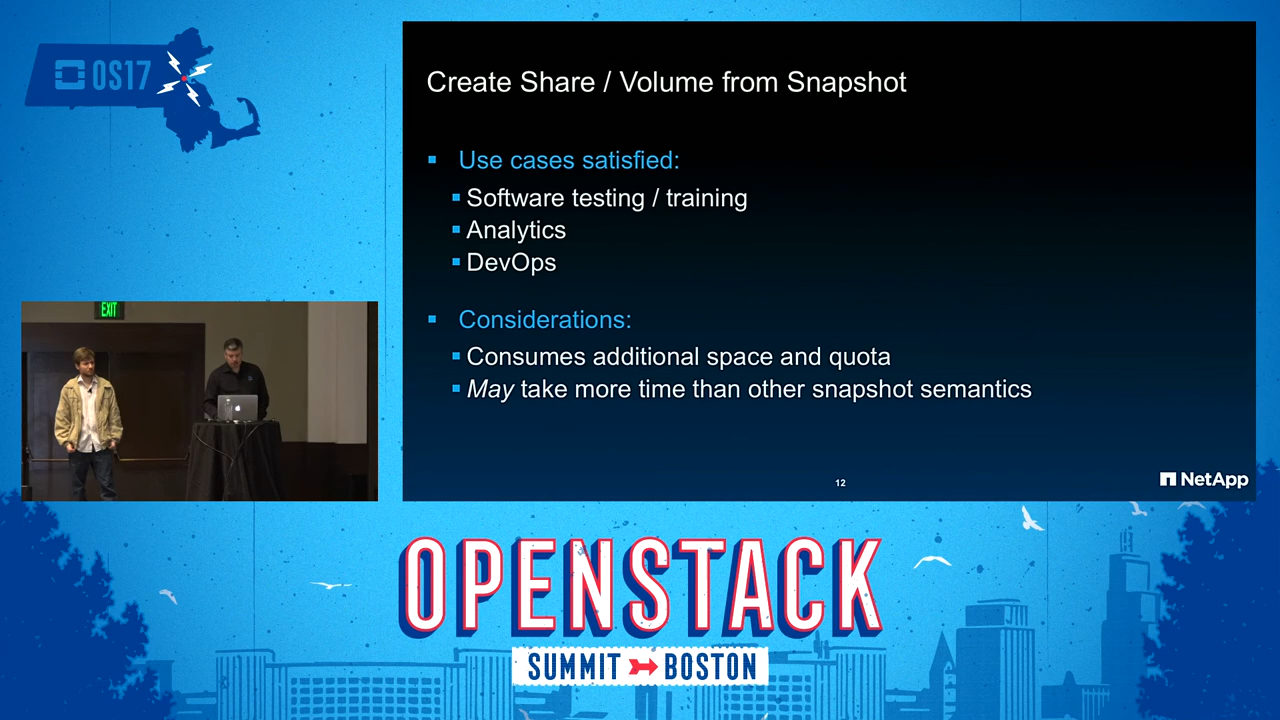 OS17
Create Share / Volume from Snapshot
Use cases satisfied:
Software testing / training
Analytics
DevOps
Considerations:
Consumes additional space and quota
May take more time than other snapshot semantics
12
NetApp
EXIT
OPENSTACK
SUMMIT BOSTON